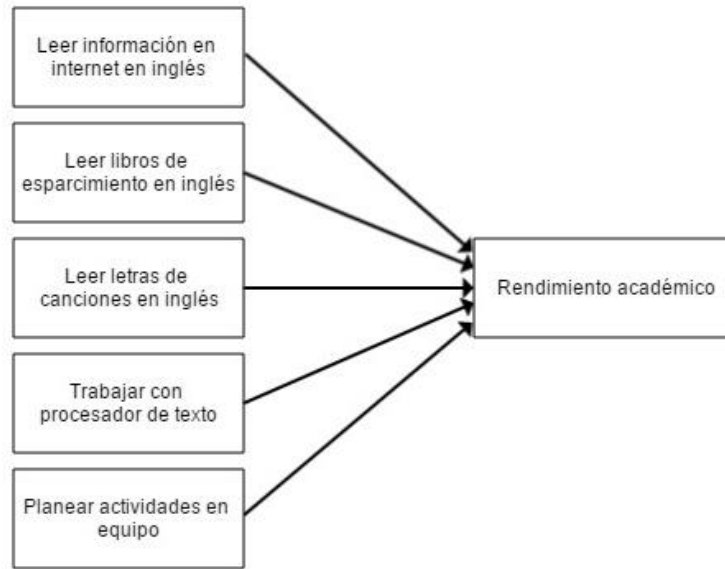 Leer información en
internet en inglés
Leer libros de
esparcimiento en inglés
Leer letras de
canciones en inglés
Rendimiento académico
Trabajar con
procesador de texto
Planear actividades en
equipo